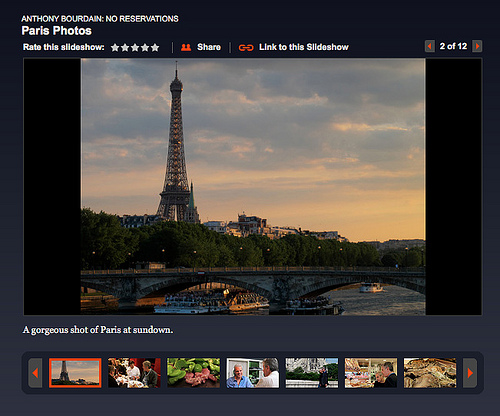 ANTHONY BOURDAIN: NO RESERVATIONS
Paris Photos
Rate this slideshow:
Share
Link to this Slideshow
2 of 12
A gorgeous shot of Paris at sundown.